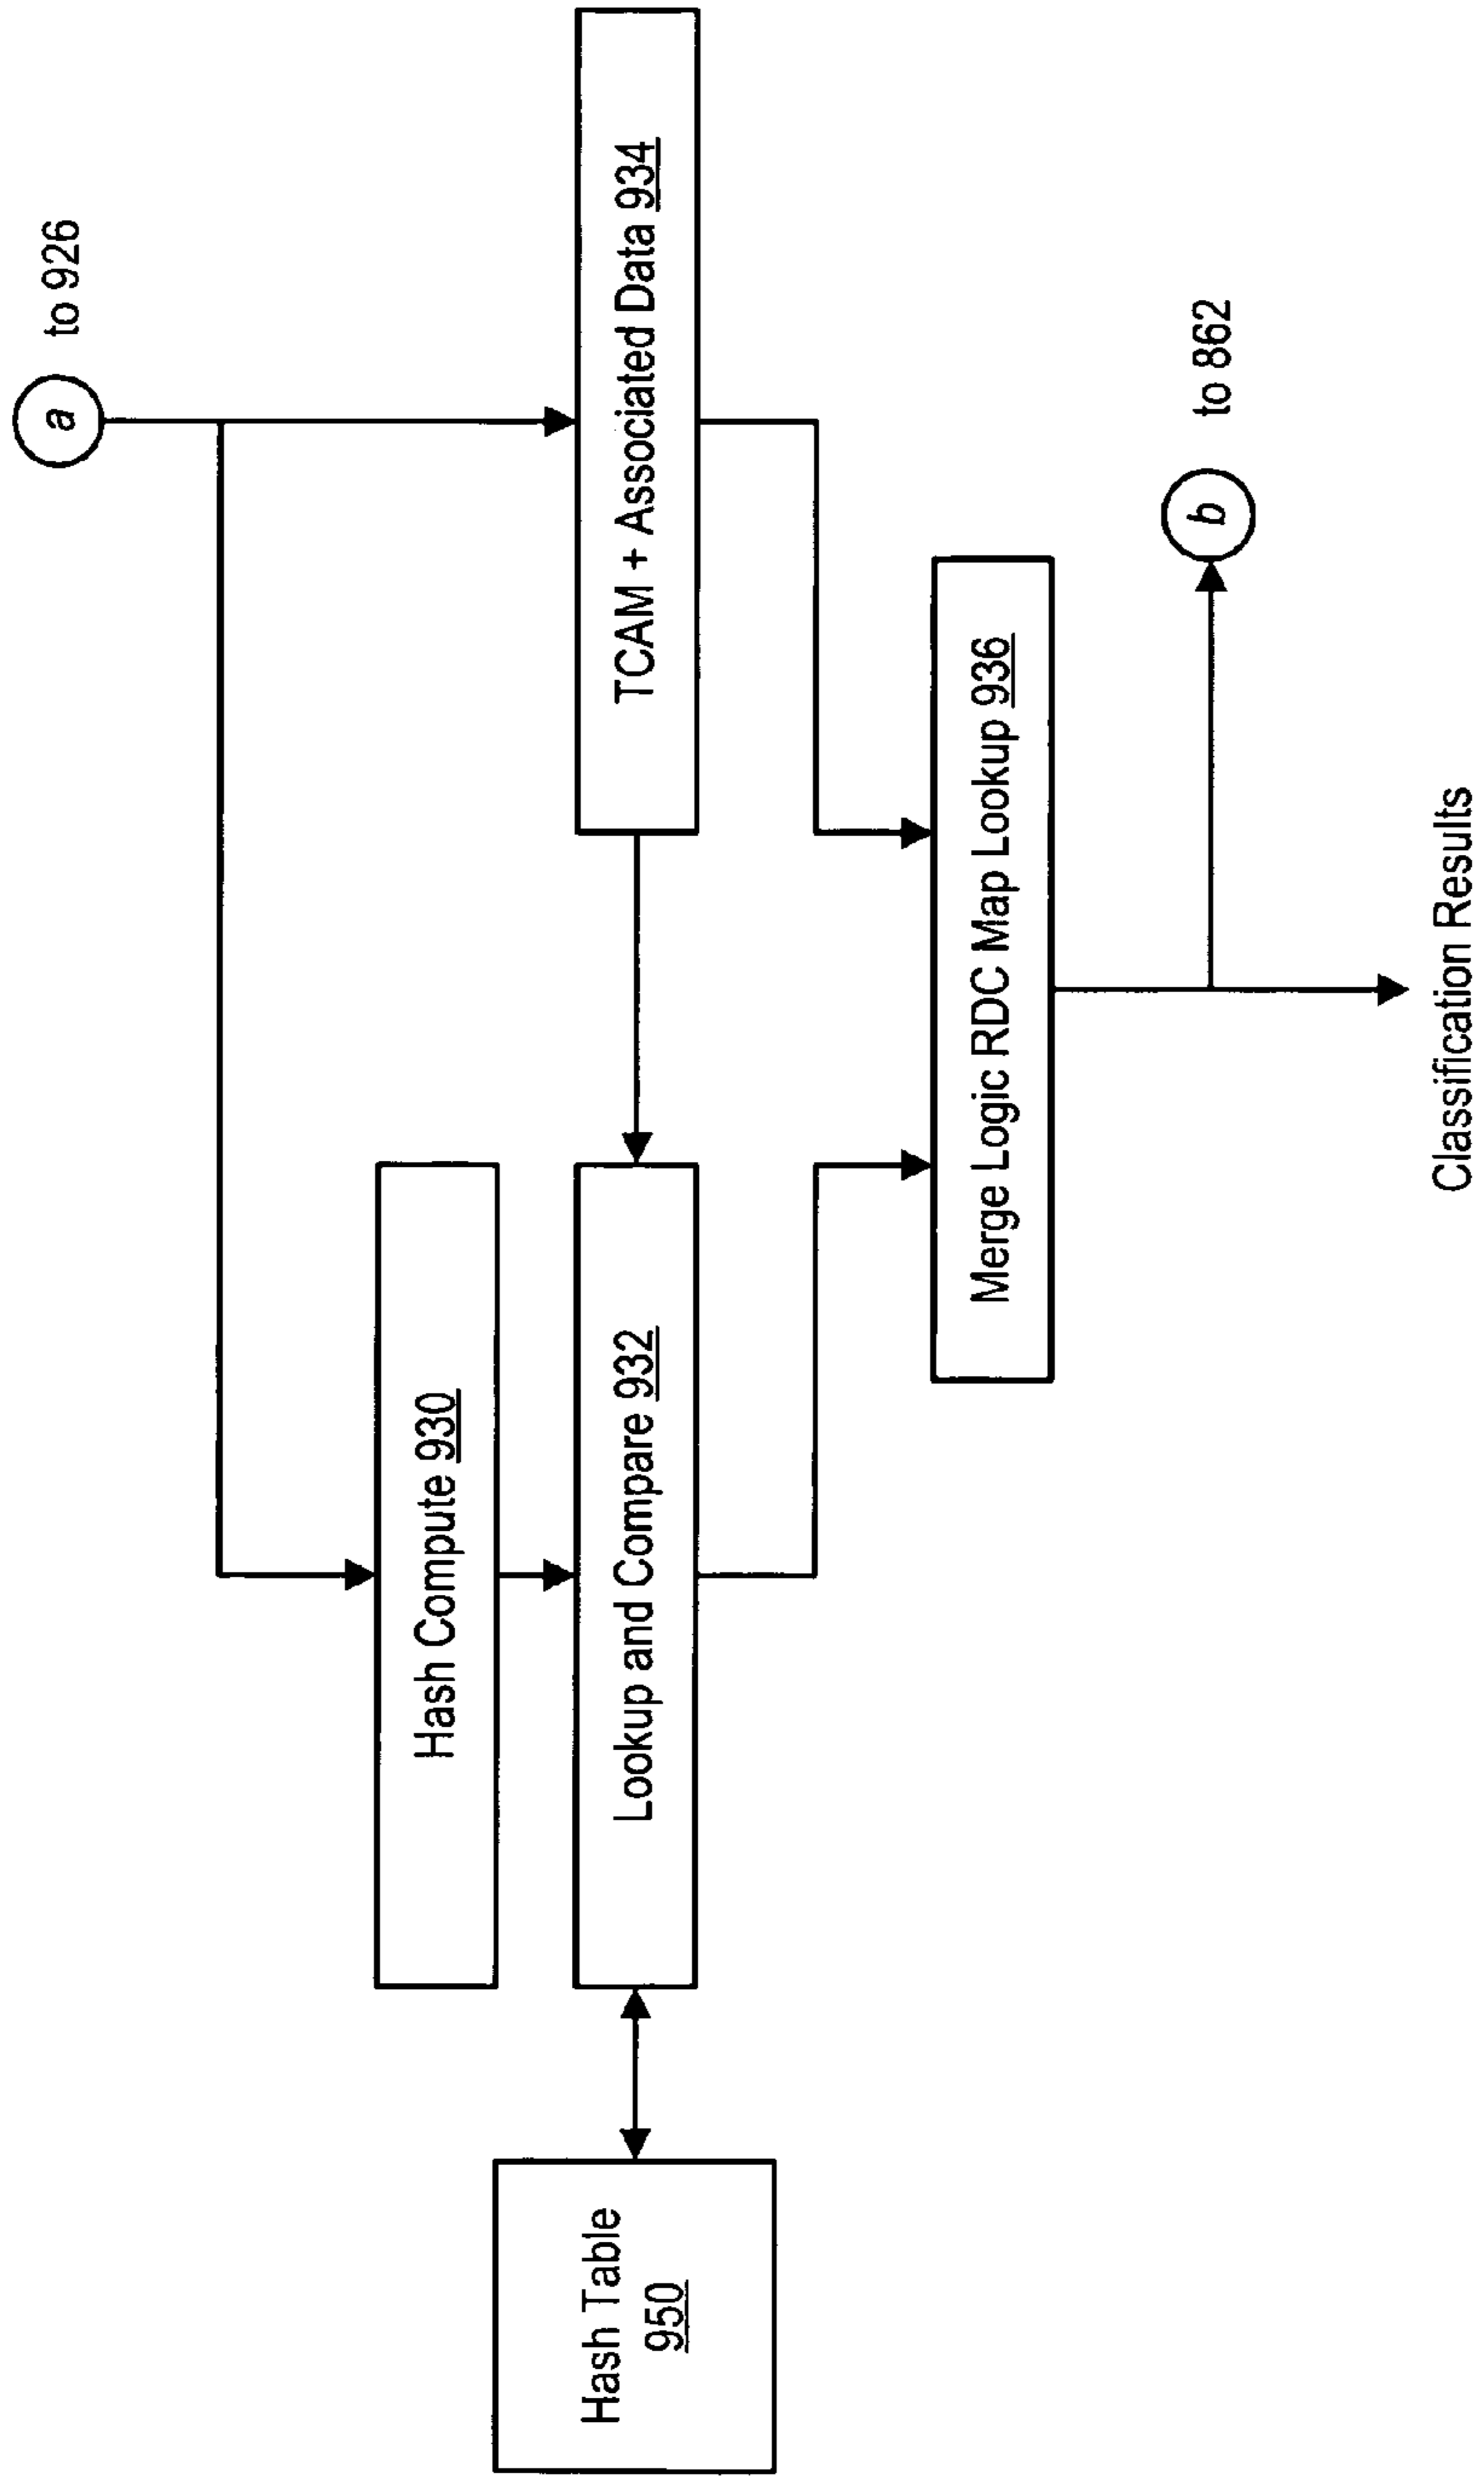 a
to 926
Hash Compute 930
Hash Table
950
Lookup and Compare 932
TCAM + Associated Data 934
Merge Logic RDC Map Lookup 936
b
to 862
Classification Results